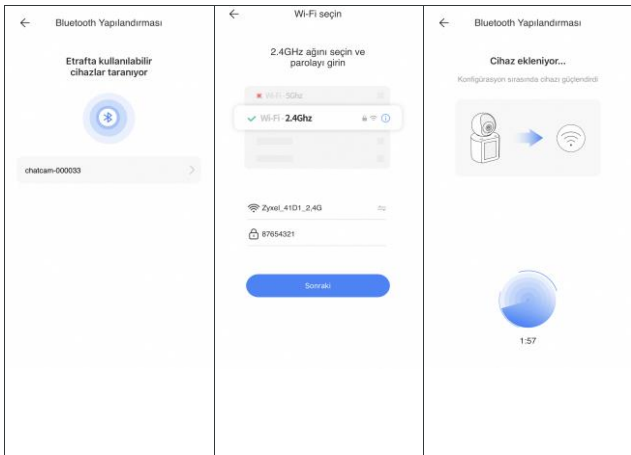 Bluetooth Yapılandırması
Etrafta kullanılabilir
cihazlar taranıyor
chatcam-000033
Wi-Fi seçin
2.4GHz ağını seçin ve
parolayı girin
Wi-Fi - 5Ghz
Wi-Fi - 2.4Ghz
Zyxel_41D1_2,4G
87654321
Sonraki
Bluetooth Yapılandırması
Cihaz ekleniyor...
Konfigürasyon sırasında cihazı güçlendirdi
1:57